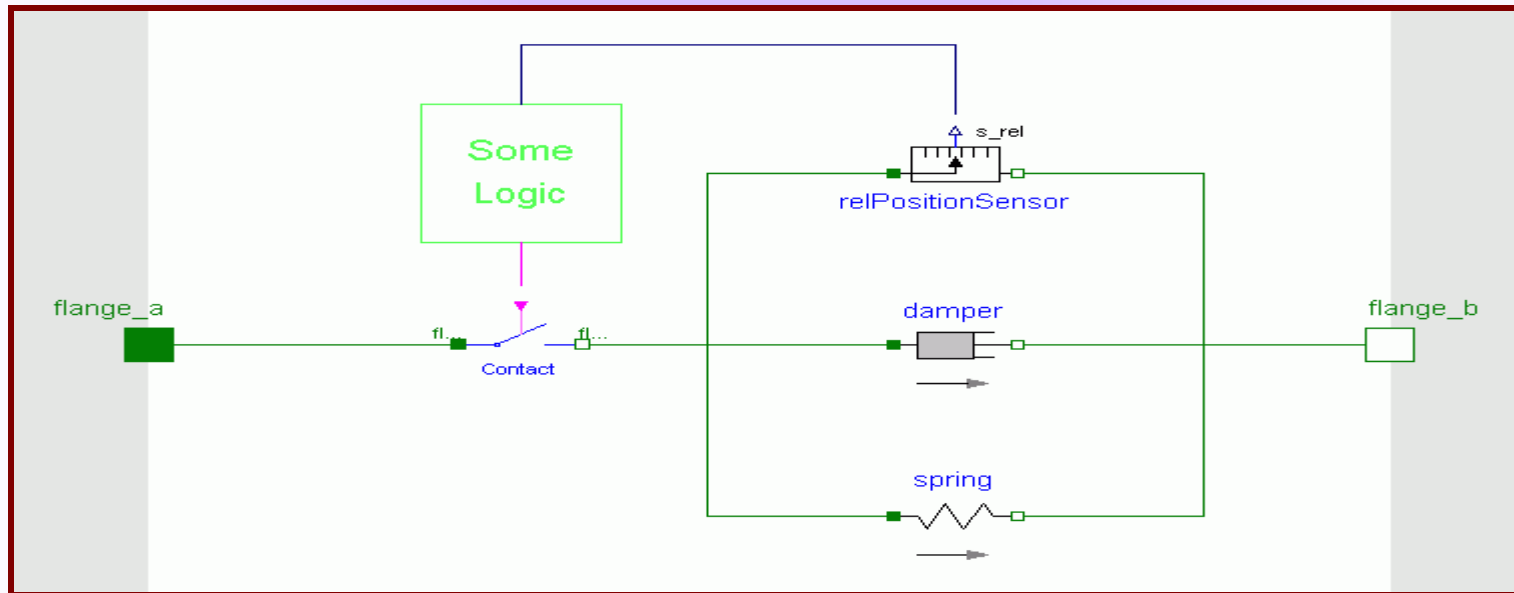 Some
Logic
s_rel
relPositionSensor
flange_a
fl...
fl...
Contact
damper
flange_b
spring